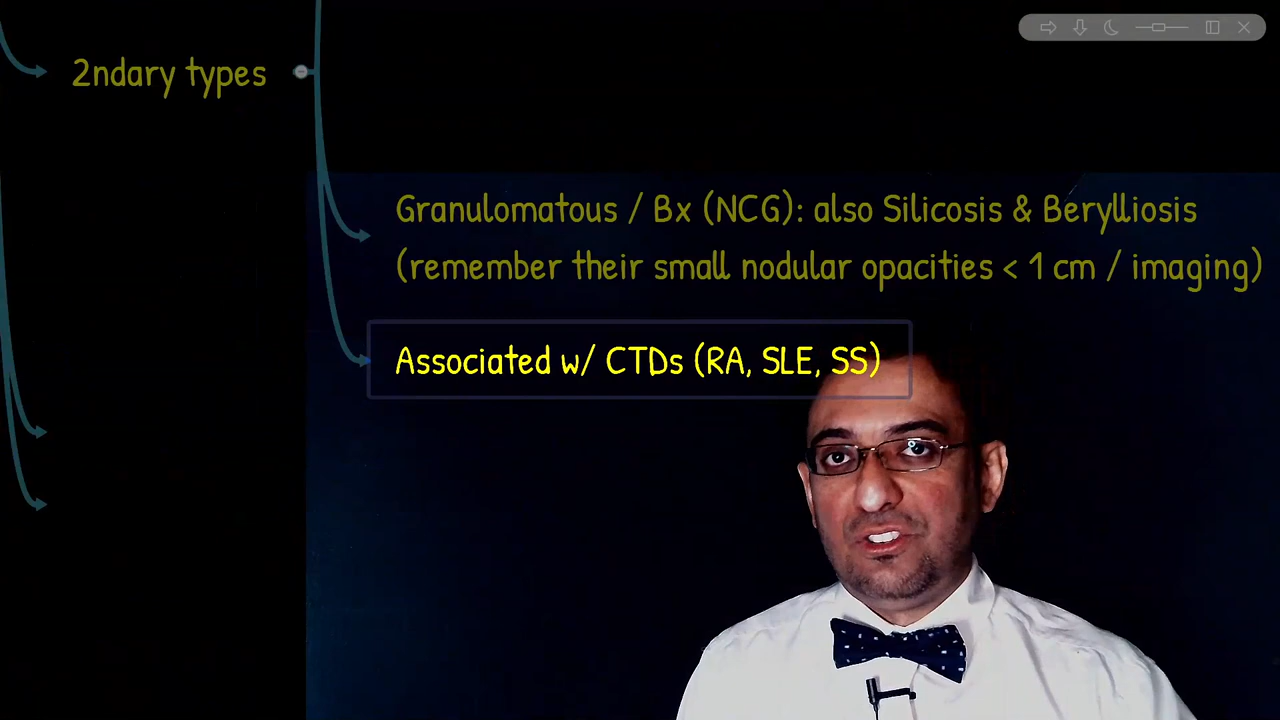 2ndary types
Granulomatous / Bx (NCG): also Silicosis & Berylliosis
(remember their small nodular opacities < 1 cm / imaging)
Associated w/ CTDs (RA, SLE, SS)